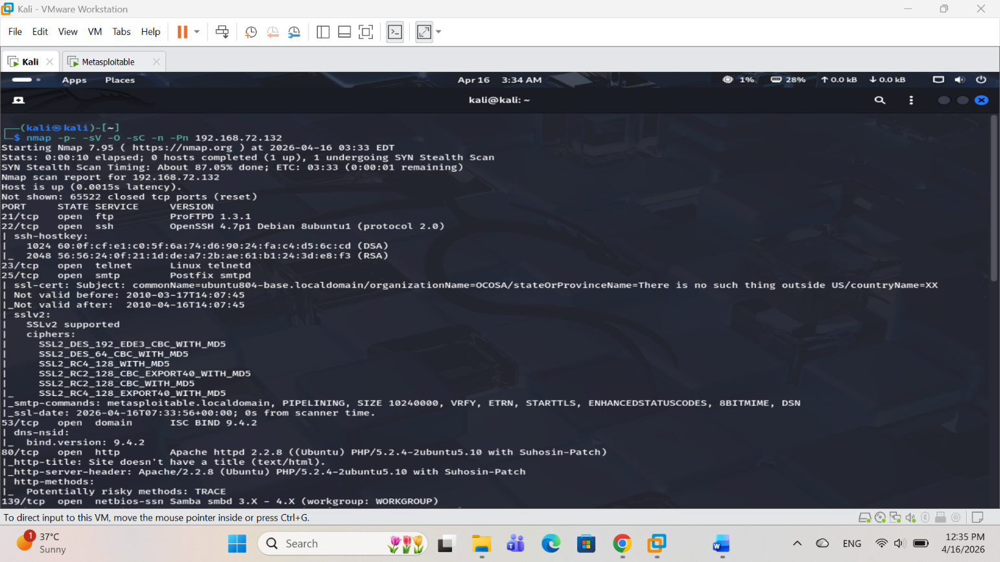 Kali - VMware Workstation
File Edit View VM Tabs Help
Kali Metasploitable
Apps Places Apr 16 3:34 AM 1% 28% 0.0 kB 0.0 kB
kali@kali: ~
┌──(kali㉿kali)-[~]
└─$ nmap -p- -sV -O -sC -n -Pn 192.168.72.132
Starting Nmap 7.95 ( https://nmap.org ) at 2026-04-16 03:33 EDT
Stats: 0:00:10 elapsed; 0 hosts completed (1 up), 1 undergoing SYN Stealth Scan
SYN Stealth Scan Timing: About 87.05% done; ETC: 03:33 (0:00:01 remaining)
Nmap scan report for 192.168.72.132
Host is up (0.0015s latency).
Not shown: 65522 closed tcp ports (reset)
PORT STATE SERVICE VERSION
21/tcp open ftp ProFTPD 1.3.1
22/tcp open ssh OpenSSH 4.7p1 Debian 8ubuntu1 (protocol 2.0)
| ssh-hostkey:
| 1024 60:0f:cf:e1:c0:5f:6a:74:d6:90:24:fa:c4:d5:6c:cd (DSA)
|_ 2048 56:56:24:0f:21:1d:de:a7:2b:ae:61:b1:24:3d:e8:f3 (RSA)
23/tcp open telnet Linux telnetd
25/tcp open smtp Postfix smtpd
| ssl-cert: Subject: commonName=ubuntu804-base.localdomain/organizationName=OCOSA/stateOrProvinceName=There is no such thing outside US/countryName=XX
| Not valid before: 2010-03-17T14:07:45
|_Not valid after: 2010-04-16T14:07:45
| sslv2:
| SSLv2 supported
| ciphers:
| SSL2_DES_192_EDE3_CBC_WITH_MD5
| SSL2_DES_64_CBC_WITH_MD5
| SSL2_RC4_128_WITH_MD5
| SSL2_RC2_128_CBC_EXPORT40_WITH_MD5
| SSL2_RC2_128_CBC_WITH_MD5
|_ SSL2_RC4_128_EXPORT40_WITH_MD5
|_smtp-commands: metasploitable.localdomain, PIPELINING, SIZE 10240000, VRFY, ETRN, STARTTLS, ENHANCEDSTATUSCODES, 8BITMIME, DSN
|_ssl-date: 2026-04-16T07:33:56+00:00; 0s from scanner time.
53/tcp open domain ISC BIND 9.4.2
| dns-nsid:
|_ bind.version: 9.4.2
80/tcp open http Apache httpd 2.2.8 ((Ubuntu) PHP/5.2.4-2ubuntu5.10 with Suhosin-Patch)
|_http-title: Site doesn't have a title (text/html).
|_http-server-header: Apache/2.2.8 (Ubuntu) PHP/5.2.4-2ubuntu5.10 with Suhosin-Patch
| http-methods:
|_ Potentially risky methods: TRACE
139/tcp open netbios-ssn Samba smbd 3.X - 4.X (workgroup: WORKGROUP)
To direct input to this VM, move the mouse pointer inside or press Ctrl+G.
1 37°C
Sunny
Search
ENG
12:35 PM
4/16/2026